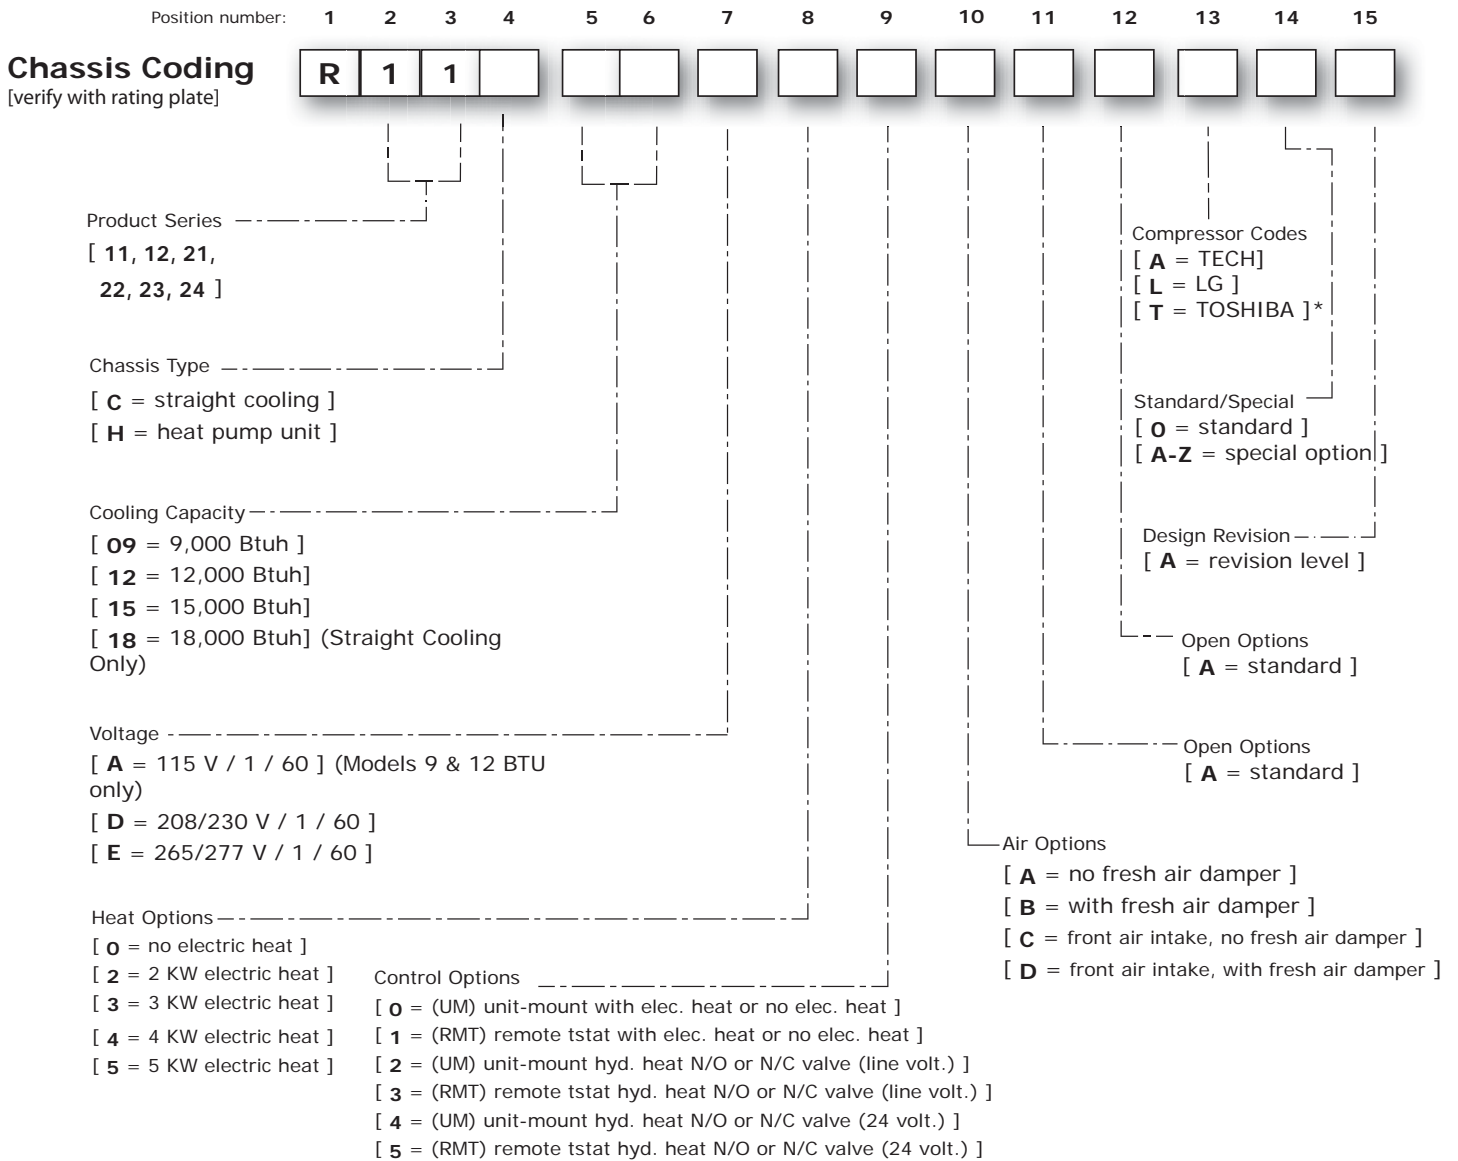 Position number: 1 2 3 4 5 6 7 8 9 10 11 12 13 14 15
Chassis Coding R 1 1
[verify with rating plate]
Product Series
[ 11, 12, 21,
22, 23, 24 ]
Chassis Type
[ C = straight cooling ]
[ H = heat pump unit ]
Cooling Capacity
[ 09 = 9,000 Btuh ]
[ 12 = 12,000 Btuh]
[ 15 = 15,000 Btuh]
[ 18 = 18,000 Btuh] (Straight Cooling
Only)
Voltage
[ A = 115 V / 1 / 60 ] (Models 9 & 12 BTU
only)
[ D = 208/230 V / 1 / 60 ]
[ E = 265/277 V / 1 / 60 ]
Heat Options
[ 0 = no electric heat ]
[ 2 = 2 KW electric heat ]
[ 3 = 3 KW electric heat ]
[ 4 = 4 KW electric heat ]
[ 5 = 5 KW electric heat ]
Control Options
[ 0 = (UM) unit-mount with elec. heat or no elec. heat ]
[ 1 = (RMT) remote tstat with elec. heat or no elec. heat ]
[ 2 = (UM) unit-mount hyd. heat N/O or N/C valve (line volt.) ]
[ 3 = (RMT) remote tstat hyd. heat N/O or N/C valve (line volt.) ]
[ 4 = (UM) unit-mount hyd. heat N/O or N/C valve (24 volt.) ]
[ 5 = (RMT) remote tstat hyd. heat N/O or N/C valve (24 volt.) ]
Compressor Codes
[ A = TECH]
[ L = LG ]
[ T = TOSHIBA ]*
Standard/Special
[ 0 = standard ]
[ A-Z = special option ]
Design Revision
[ A = revision level ]
Open Options
[ A = standard ]
Open Options
[ A = standard ]
Air Options
[ A = no fresh air damper ]
[ B = with fresh air damper ]
[ C = front air intake, no fresh air damper ]
[ D = front air intake, with fresh air damper ]